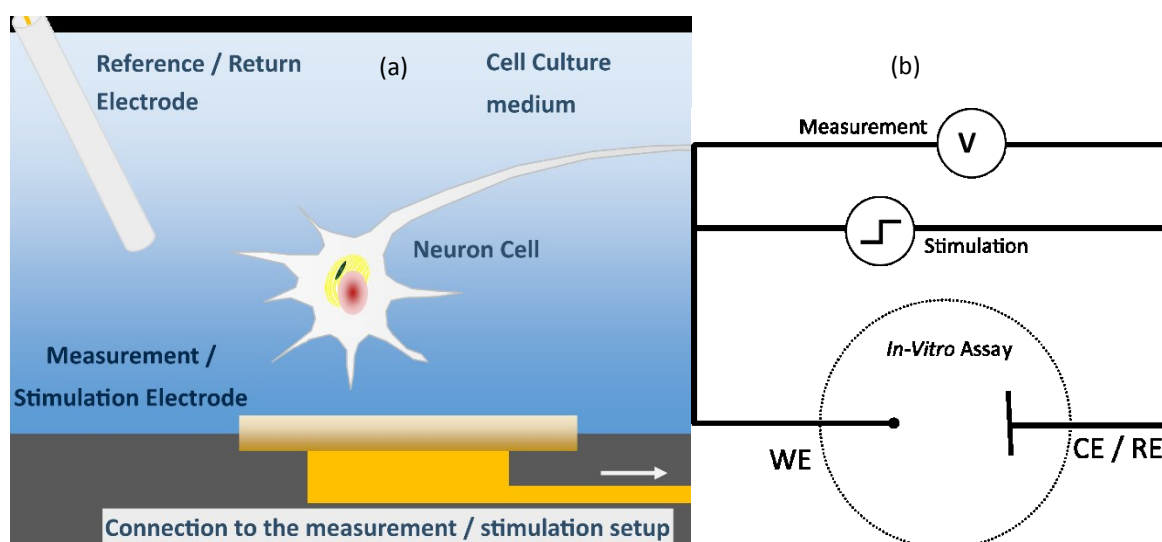 Reference / Return
Electrode
(a)
Cell Culture
medium
Neuron Cell
Measurement /
Stimulation Electrode
Connection to the measurement / stimulation setup
(b)
Measurement
V
Stimulation
In-Vitro Assay
WE
CE / RE